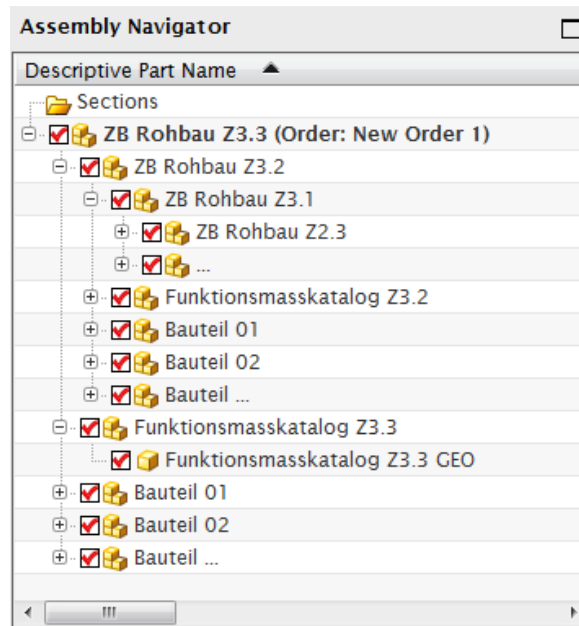 Assembly Navigator
Descriptive Part Name
Sections
ZB Rohbau Z3.3 (Order: New Order 1)
ZB Rohbau Z3.2
ZB Rohbau Z3.1
ZB Rohbau Z2.3
...
Funktionsmasskatalog Z3.2
Bauteil 01
Bauteil 02
Bauteil ...
Funktionsmasskatalog Z3.3
Funktionsmasskatalog Z3.3 GEO
Bauteil 01
Bauteil 02
Bauteil ...